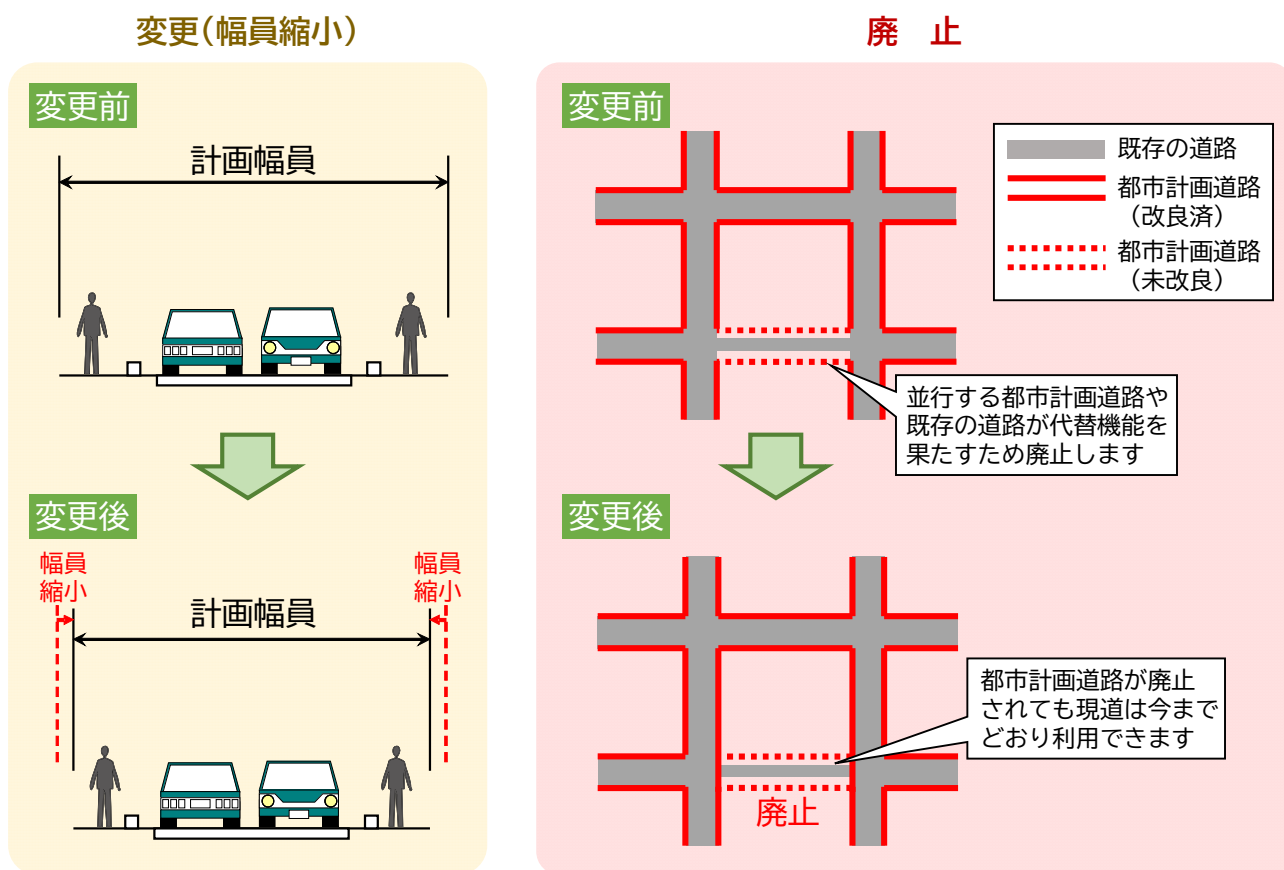 変更(幅員縮小)
変更前
計画幅員
変更後
幅員
縮小
幅員
縮小
計画幅員
廃　止
変更前
既存の道路
都市計画道路
（改良済）
都市計画道路
（未改良）
並行する都市計画道路や
既存の道路が代替機能を
果たすため廃止します
変更後
都市計画道路が廃止
されても現道は今まで
どおり利用できます
廃止